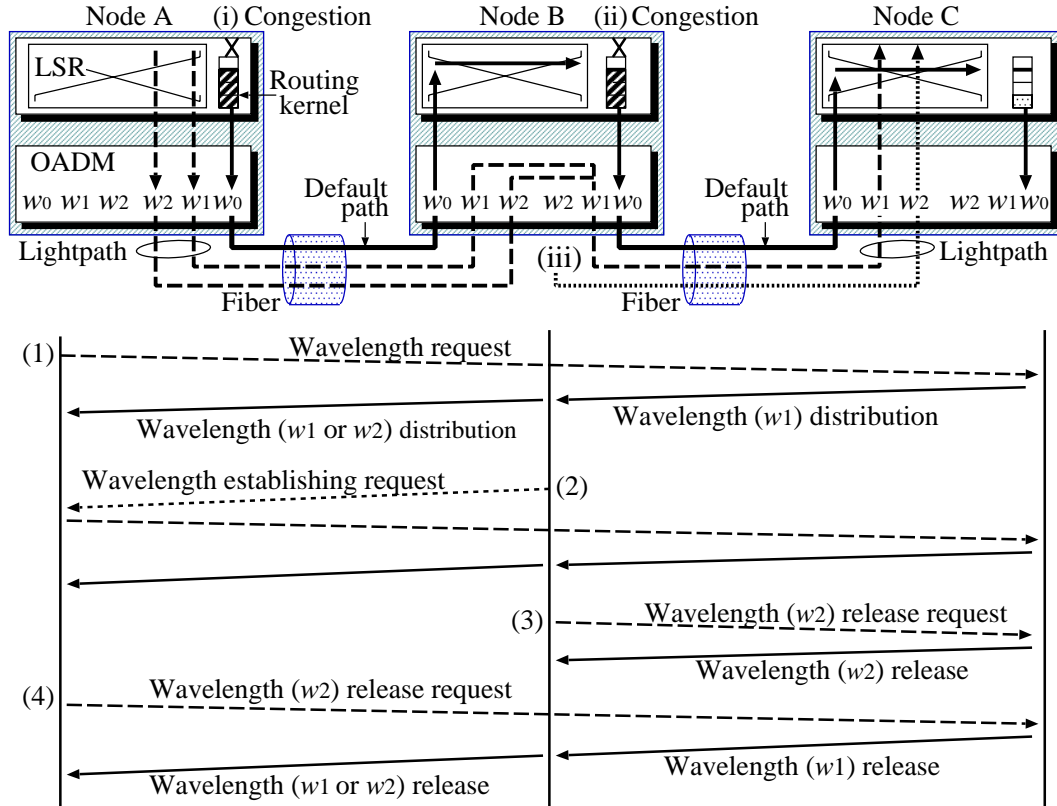 Node A (i) Congestion Node B (ii) Congestion Node C
LSR
Routing
kernel
OADM
w0 w1 w2 w2 w1 w0
Default
path
w0 w1 w2 w2 w1 w0
Default
path
w0 w1 w2 w2 w1 w0
Lightpath
(iii)
Lightpath
Fiber
Fiber
(1)
Wavelength request
Wavelength (w1) distribution
Wavelength (w1 or w2) distribution
Wavelength establishing request
(2)
(3)
Wavelength (w2) release request
Wavelength (w2) release
(4)
Wavelength (w2) release request
Wavelength (w1) release
Wavelength (w1 or w2) release